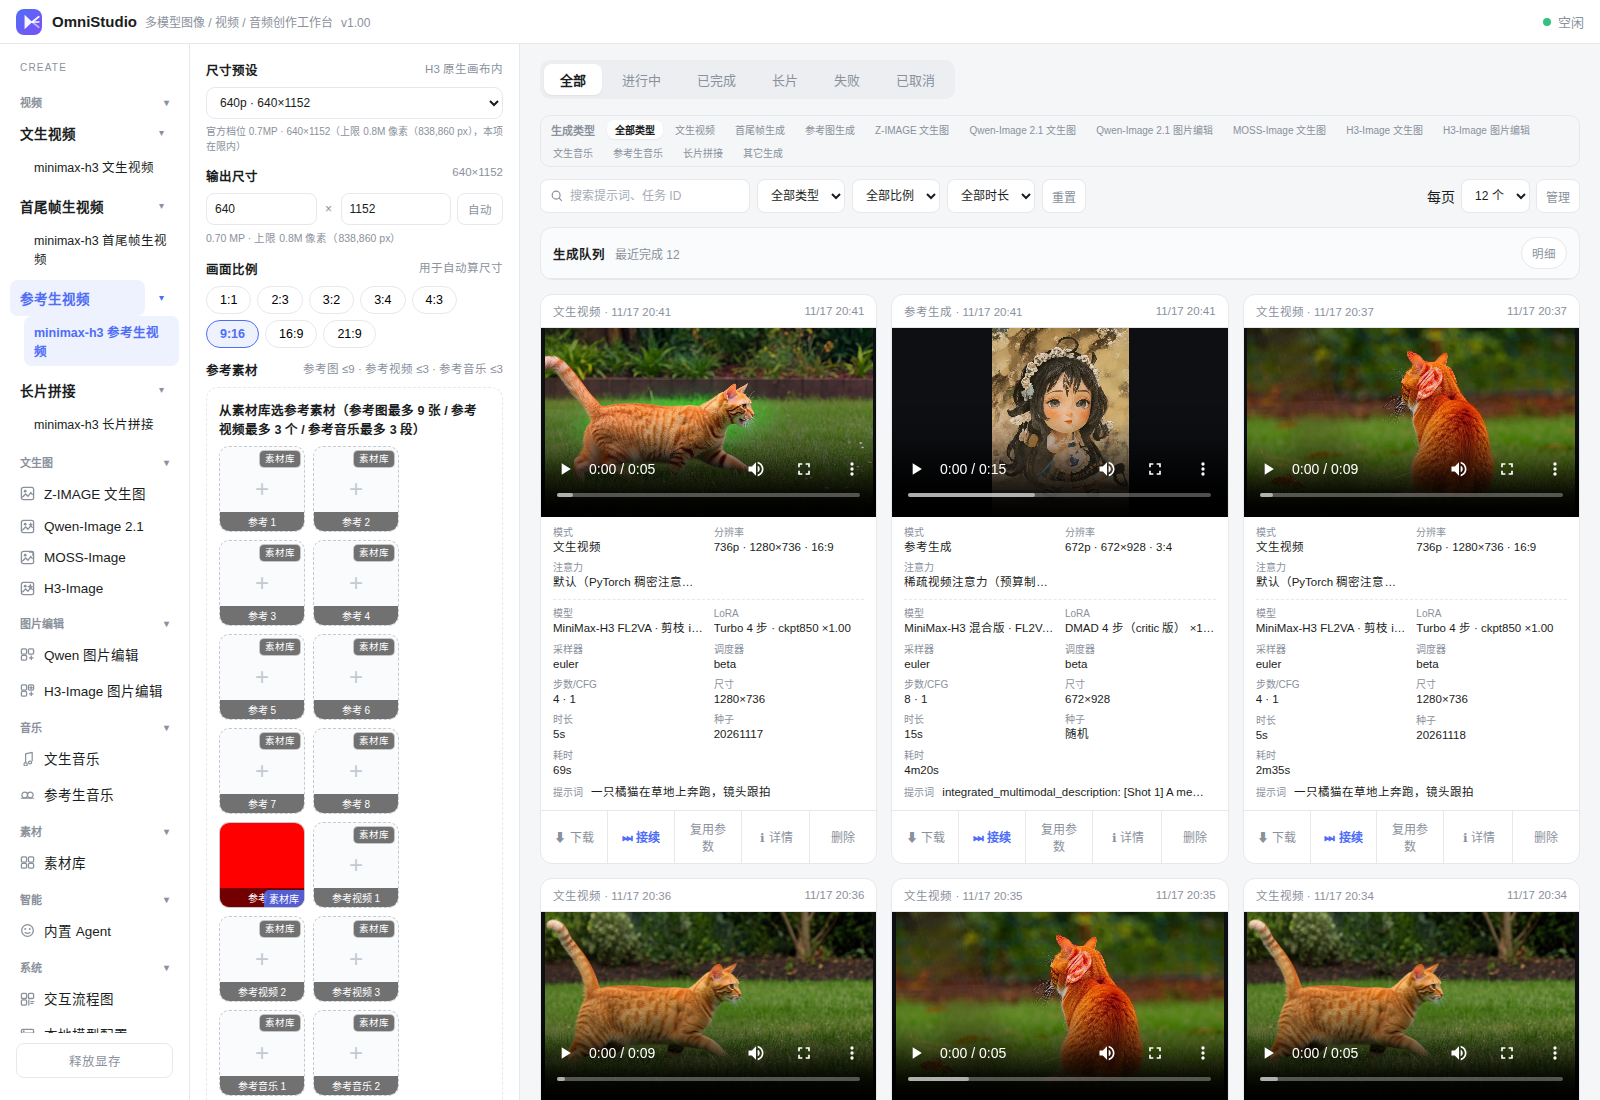 OmniStudio 多模型图像 / 视频 / 音频创作工作台 v1.00
空闲
CREATE
视频
文生视频
minimax-h3 文生视频
首尾帧生视频
minimax-h3 首尾帧生视
频
参考生视频
minimax-h3 参考生视
频
长片拼接
minimax-h3 长片拼接
文生图
Z-IMAGE 文生图
Qwen-Image 2.1
MOSS-Image
H3-Image
图片编辑
Qwen 图片编辑
H3-Image 图片编辑
音乐
文生音乐
参考生音乐
素材
素材库
智能
内置 Agent
系统
交互流程图
释放显存
尺寸预设 H3 原生画布内
640p · 640×1152
官方档位 0.7MP · 640×1152（上限 0.8M 像素（838,860 px），本项
在限内）
输出尺寸 640×1152
640 × 1152 自动
0.70 MP · 上限 0.8M 像素（838,860 px）
画面比例 用于自动算尺寸
1:1 2:3 3:2 3:4 4:3
9:16 16:9 21:9
参考素材 参考图 ≤9 · 参考视频 ≤3 · 参考音乐 ≤3
从素材库选参考素材（参考图最多 9 张 / 参考
视频最多 3 个 / 参考音乐最多 3 段）
素材库 素材库
参考 1 参考 2
素材库 素材库
参考 3 参考 4
素材库 素材库
参考 5 参考 6
素材库 素材库
参考 7 参考 8
素材库
素材库 参考视频 1
素材库 素材库
参考视频 2 参考视频 3
素材库 素材库
参考音乐 1 参考音乐 2
全部 进行中 已完成 长片 失败 已取消
生成类型 全部类型 文生视频 首尾帧生成 参考图生成 Z-IMAGE 文生图 Qwen-Image 2.1 文生图 Qwen-Image 2.1 图片编辑 MOSS-Image 文生图 H3-Image 文生图 H3-Image 图片编辑
文生音乐 参考生音乐 长片拼接 其它生成
搜索提示词、任务 ID 全部类型 全部比例 全部时长 重置 每页 12 个 管理
生成队列 最近完成 12 明细
文生视频 · 11/17 20:41 11/17 20:41
0:00 / 0:05
模式 分辨率
文生视频 736p · 1280×736 · 16:9
注意力
默认（PyTorch 稠密注意…
模型 LoRA
MiniMax-H3 FL2VA · 剪枝 i… Turbo 4 步 · ckpt850 ×1.00
采样器 调度器
euler beta
步数/CFG 尺寸
4 · 1 1280×736
时长 种子
5s 20261117
耗时
69s
提示词 一只橘猫在草地上奔跑，镜头跟拍
下载 接续 复用参数 详情 删除
参考生成 · 11/17 20:41 11/17 20:41
0:00 / 0:15
模式 分辨率
参考生成 672p · 672×928 · 3:4
注意力
稀疏视频注意力（预算制…
模型 LoRA
MiniMax-H3 混合版 · FL2V… DMAD 4 步（critic 版） ×1…
采样器 调度器
euler beta
步数/CFG 尺寸
8 · 1 672×928
时长 种子
15s 随机
耗时
4m20s
提示词 integrated_multimodal_description: [Shot 1] A me…
下载 接续 复用参数 详情 删除
文生视频 · 11/17 20:37 11/17 20:37
0:00 / 0:09
模式 分辨率
文生视频 736p · 1280×736 · 16:9
注意力
默认（PyTorch 稠密注意…
模型 LoRA
MiniMax-H3 FL2VA · 剪枝 i… Turbo 4 步 · ckpt850 ×1.00
采样器 调度器
euler beta
步数/CFG 尺寸
4 · 1 1280×736
时长 种子
5s 20261118
耗时
2m35s
提示词 一只橘猫在草地上奔跑，镜头跟拍
下载 接续 复用参数 详情 删除
文生视频 · 11/17 20:36 11/17 20:36
0:00 / 0:09
文生视频 · 11/17 20:35 11/17 20:35
0:00 / 0:05
文生视频 · 11/17 20:34 11/17 20:34
0:00 / 0:05